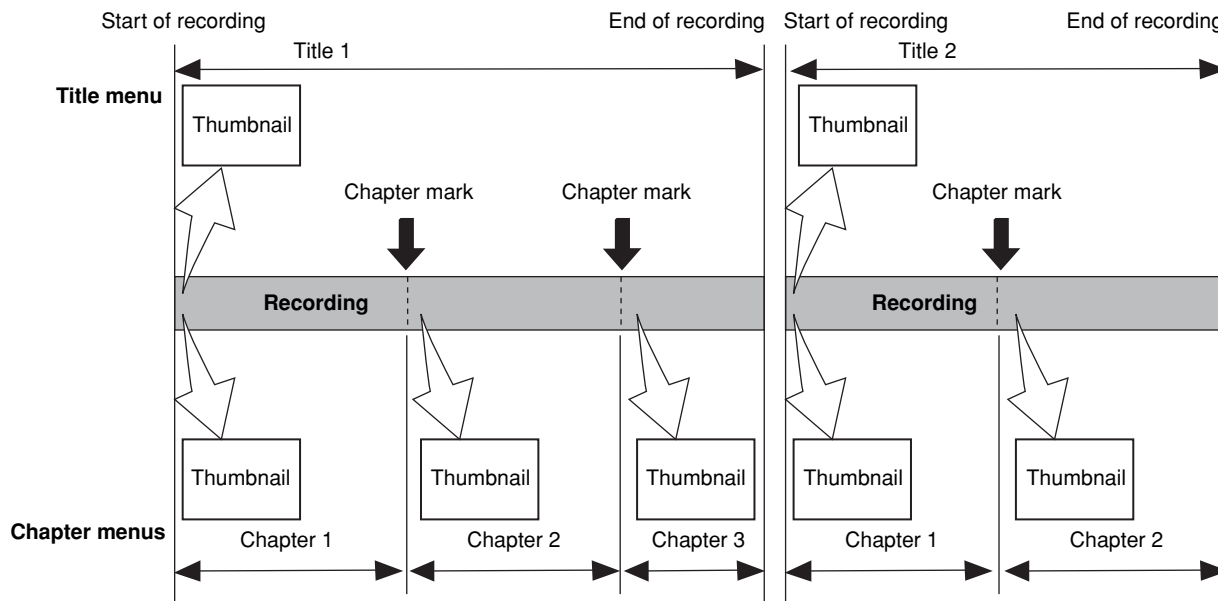 Start of recording
End of recording
Start of recording
End of recording
Title 1
Title 2
Title menu
Thumbnail
Thumbnail
Chapter mark
Chapter mark
Chapter mark
Recording
Recording
Thumbnail
Thumbnail
Thumbnail
Thumbnail
Thumbnail
Chapter menus
Chapter 1
Chapter 2
Chapter 3
Chapter 1
Chapter 2